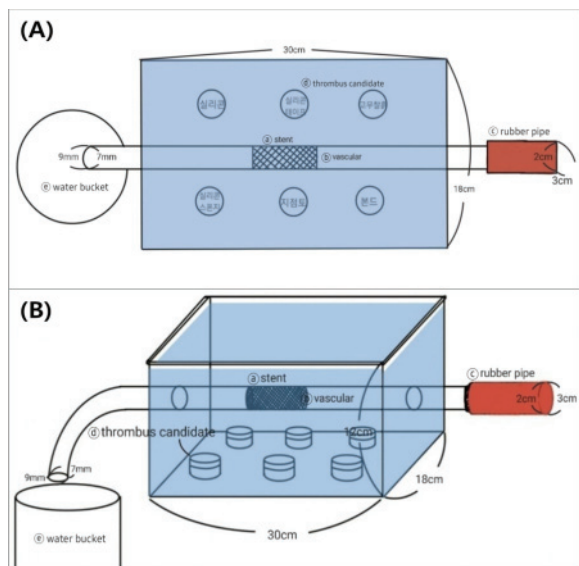 (A)
30cm
ⓓ thrombus candidate
실리콘
실리콘
테이프
고무찰흙
ⓐ stent
ⓒ rubber pipe
9mm
7mm
ⓑ vascular
2cm
3cm
ⓔ water bucket
18cm
실리콘
스폰지
지점토
본드
(B)
ⓒ rubber pipe
ⓐ stent
ⓑ vascular
2cm
3cm
ⓓ thrombus candidate
12cm
9mm
7mm
18cm
30cm
ⓔ water bucket